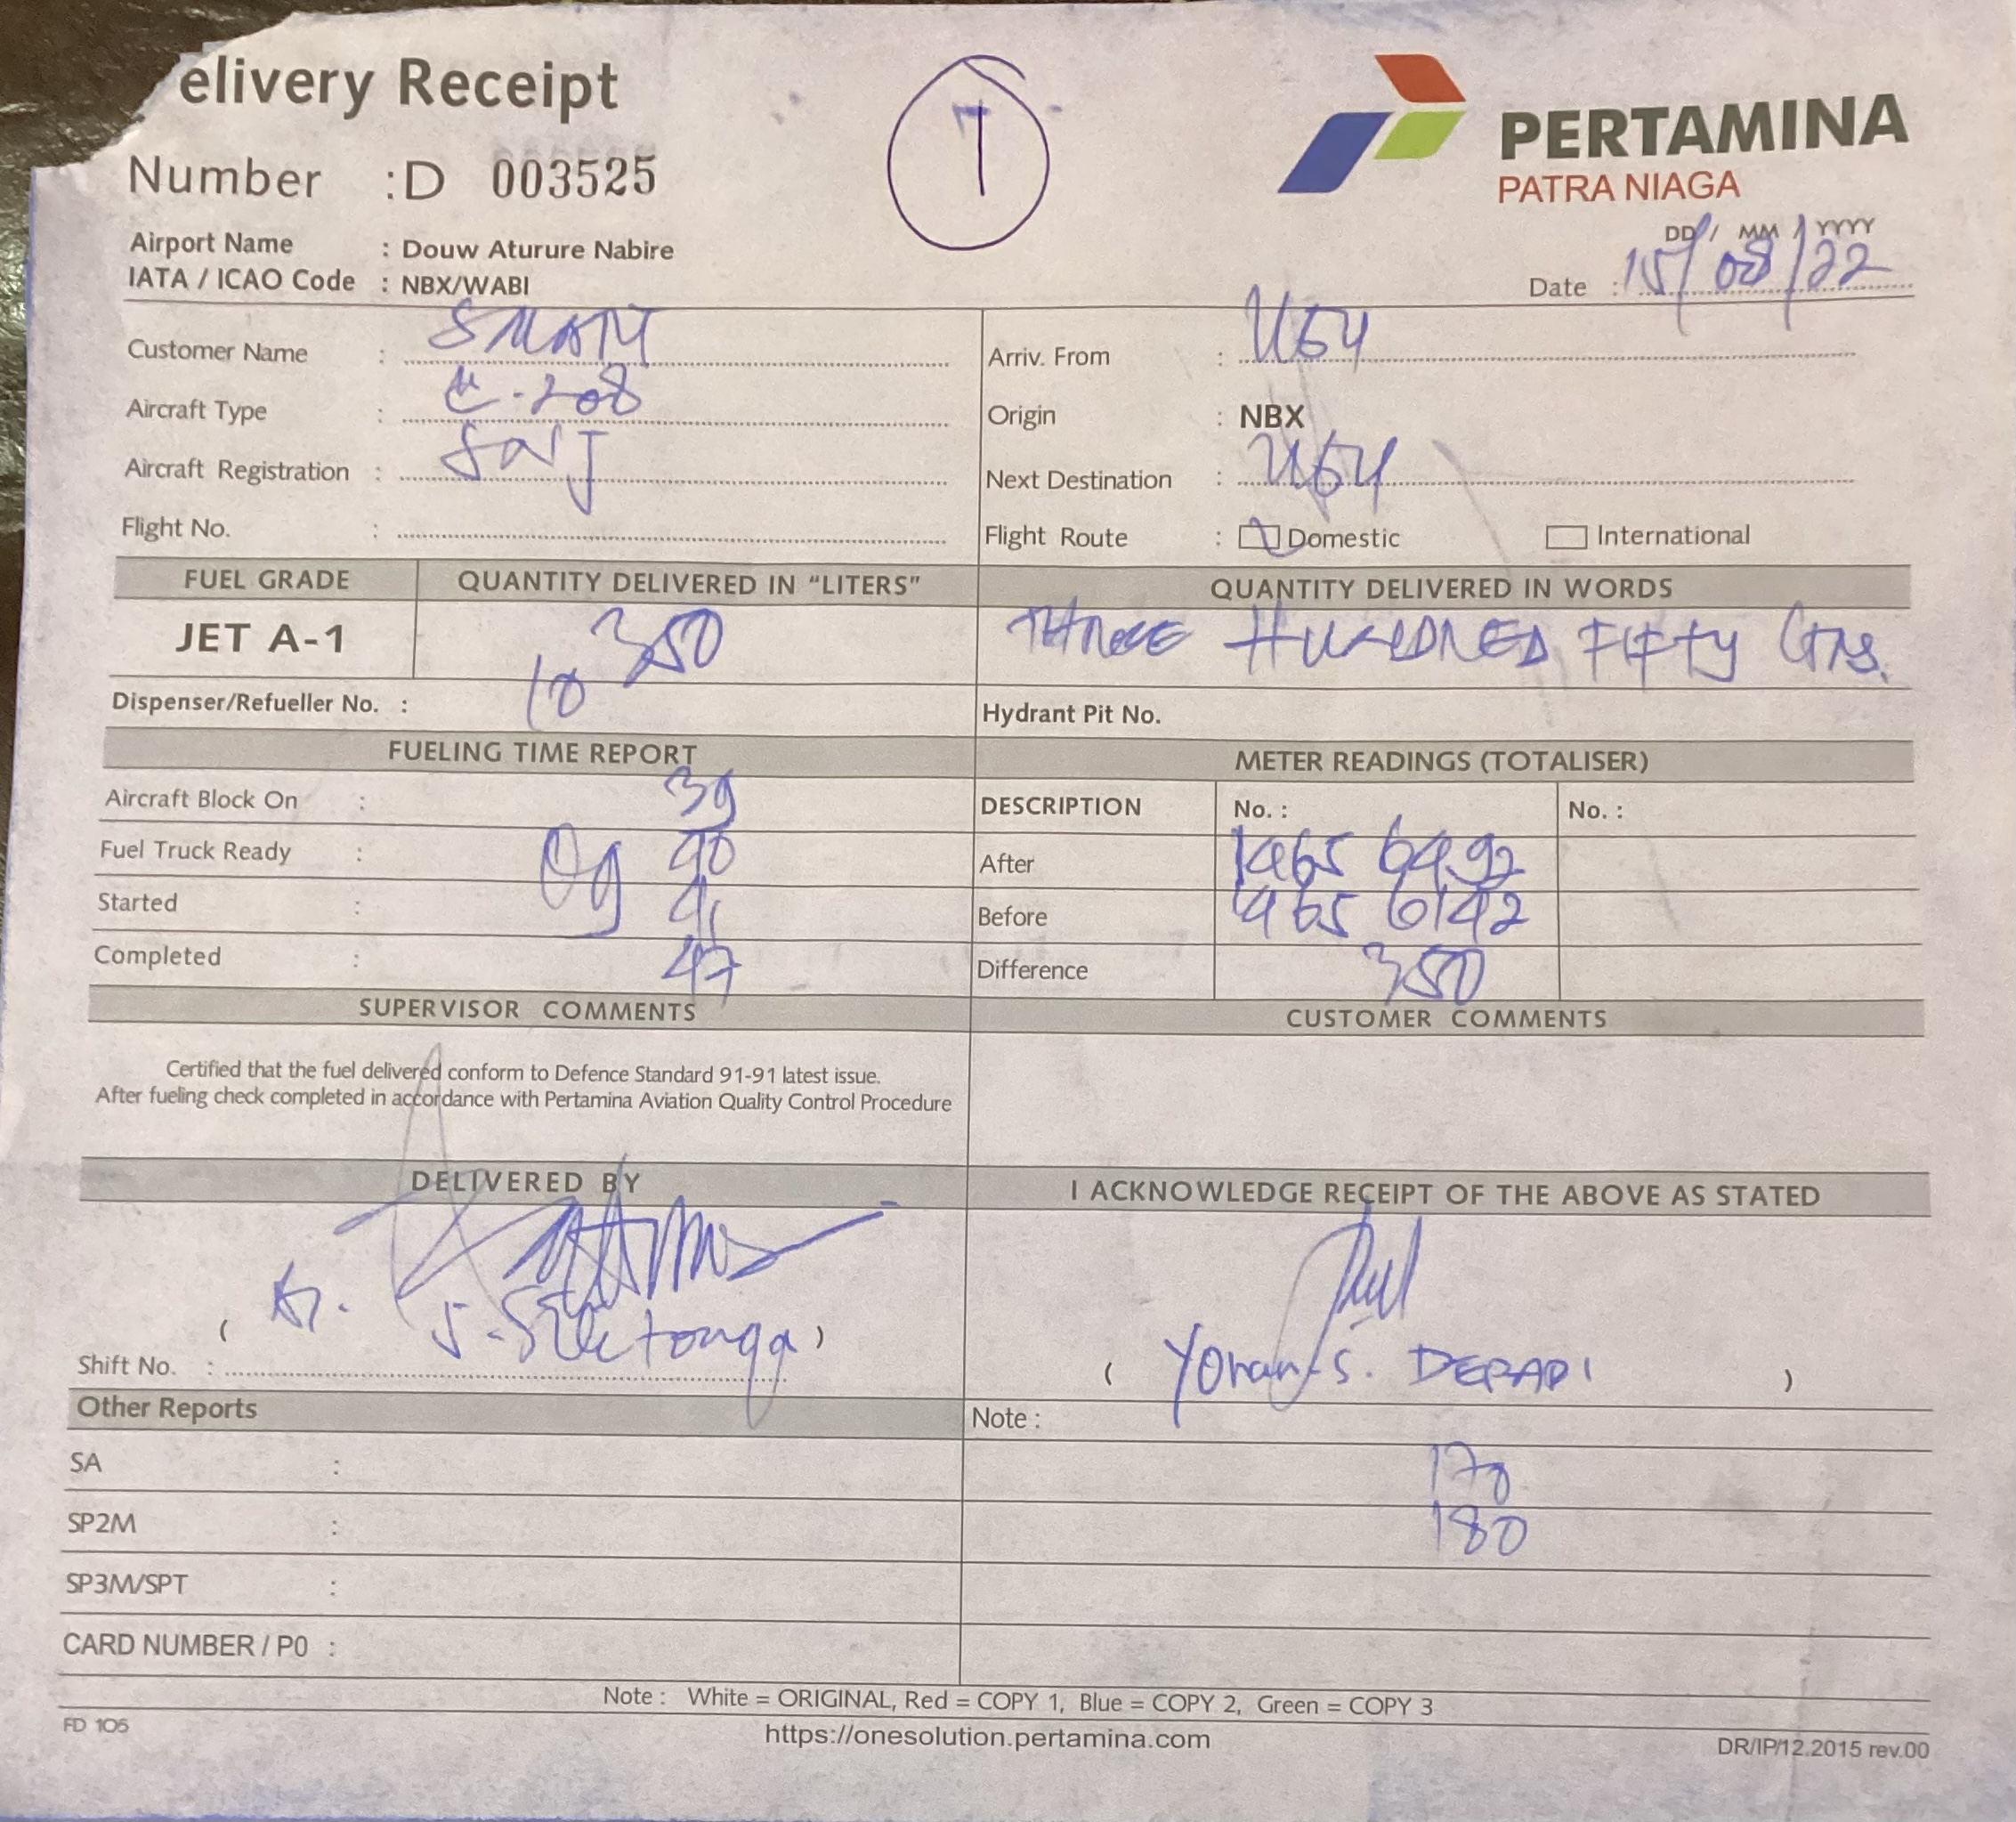 elivery Receipt
7
PERTAMINA
PATRA NIAGA
Number : D 003525
DD / MM / YYYY
Date : 15/08/22
Airport Name : Douw Aturure Nabire
IATA / ICAO Code : NBX/WABI
Customer Name : SMART
Arriv. From : UGU
Aircraft Type : C-208
Origin : NBX
Aircraft Registration : SNJ
Next Destination : UGU
Flight No. :
Flight Route : Domestic International
FUEL GRADE QUANTITY DELIVERED IN "LITERS" QUANTITY DELIVERED IN WORDS
JET A-1 350 THREE HUNDRED FIFTY LTRS.
Dispenser/Refueller No. : 10
Hydrant Pit No.
FUELING TIME REPORT METER READINGS (TOTALISER)
Aircraft Block On : 39
DESCRIPTION No. : No. :
Fuel Truck Ready : 09 40
After 1465 6492
Started : 41
Before 1465 6142
Completed : 47
Difference 350
SUPERVISOR COMMENTS CUSTOMER COMMENTS
Certified that the fuel delivered conform to Defence Standard 91-91 latest issue.
After fueling check completed in accordance with Pertamina Aviation Quality Control Procedure
DELIVERED BY I ACKNOWLEDGE RECEIPT OF THE ABOVE AS STATED
( )
( S. )
Shift No. :
Other Reports Note :
SA : 170
SP2M : 180
SP3M/SPT :
CARD NUMBER / P0 :
Note : White = ORIGINAL, Red = COPY 1, Blue = COPY 2, Green = COPY 3
FD 105
https://onesolution.pertamina.com
DR/IP/12.2015 rev.00